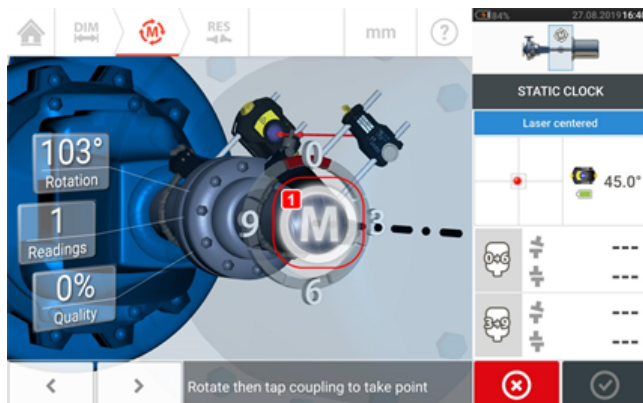 DIM
M
RES
mm
?
84%
27.08.2019 16:40
STATIC CLOCK
Laser centered
45.0°
103°
Rotation
1
Readings
0%
Quality
0
9
3
6
1
M
0→6
---
---
3→9
---
---
Rotate then tap coupling to take point